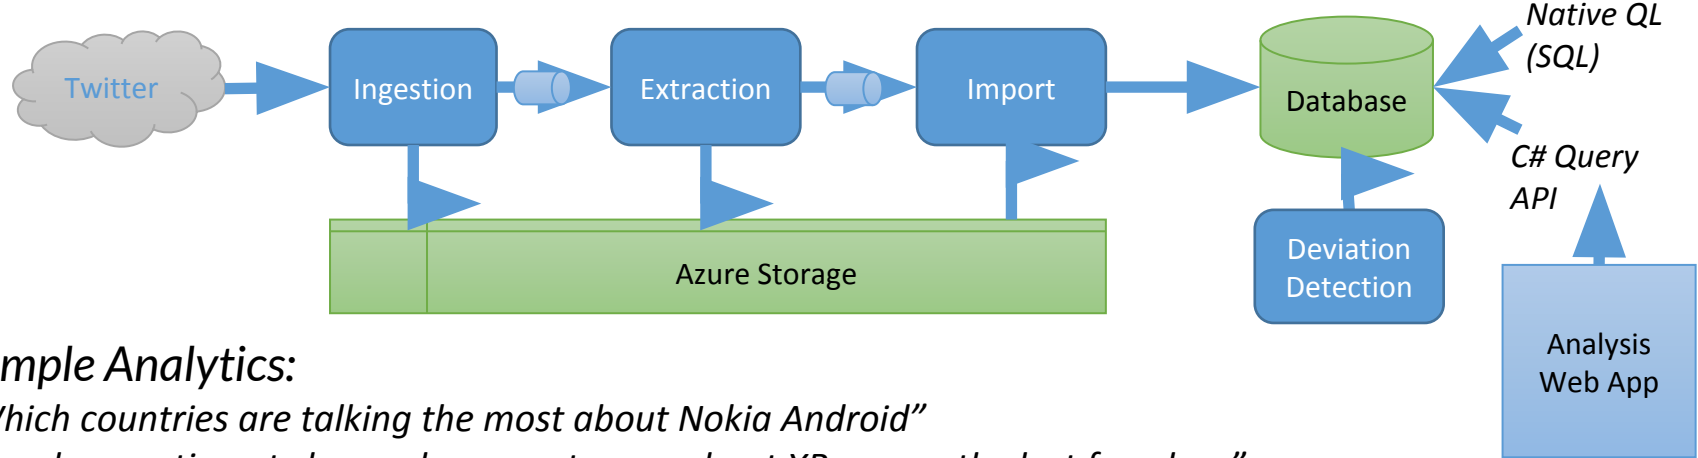 Twitter
Ingestion
Extraction
Import
Database
Native QL
(SQL)
C# Query
API
Azure Storage
Deviation
Detection
Analysis
Web App
mple Analytics:
hich countries are talking the most about Nokia Android”